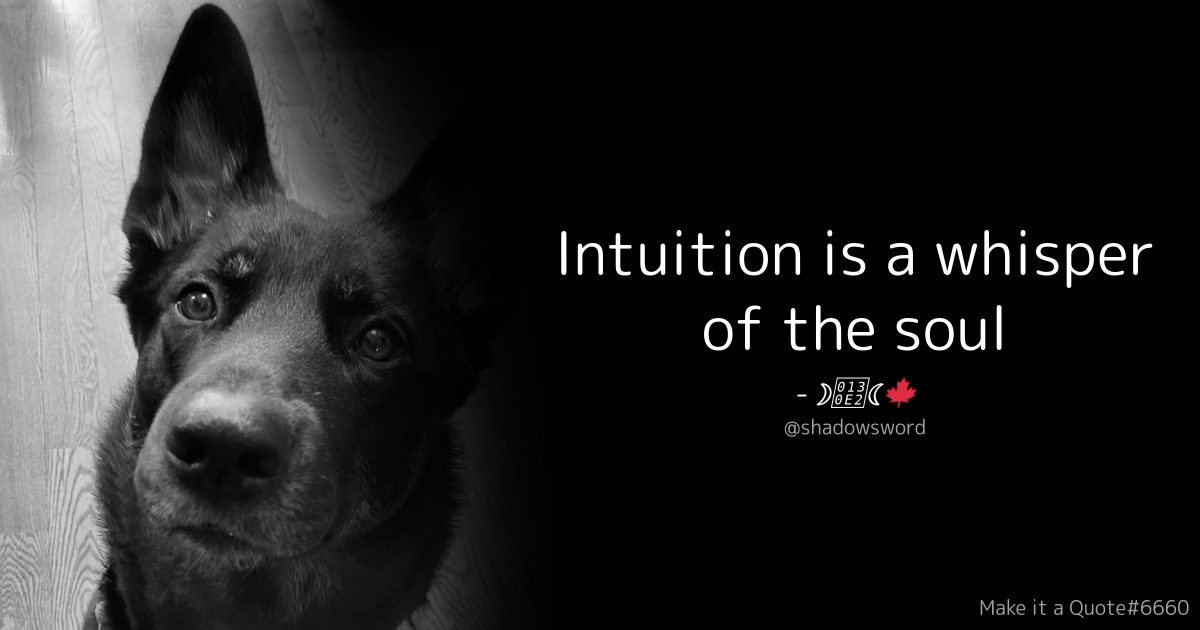 Intuition is a whisper
of the soul
- ☽𓃢☾🍁
@shadowsword
Make it a Quote#6660